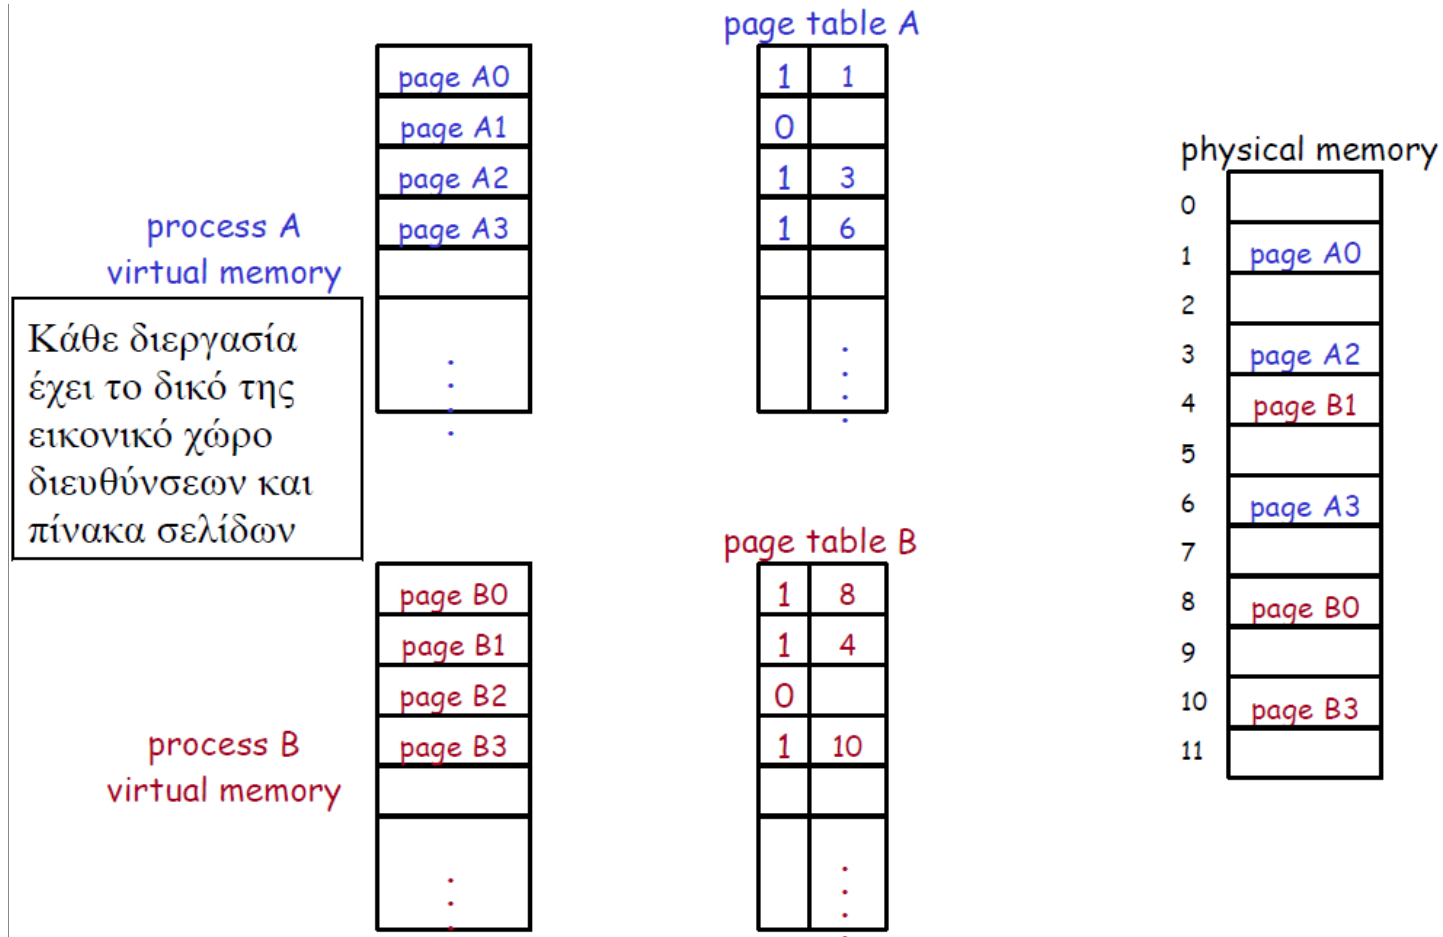 page table A
page A0
page A1
page A2
page A3
1 1
0
1 3
1 6
process A
virtual memory
Κάθε διεργασία
έχει το δικό της
εικονικό χώρο
διευθύνσεων και
πίνακα σελίδων
physical memory
0
1 page A0
2
3 page A2
4 page B1
5
6 page A3
7
8 page B0
9
10 page B3
11
page table B
page B0
page B1
page B2
page B3
1 8
1 4
0
1 10
process B
virtual memory